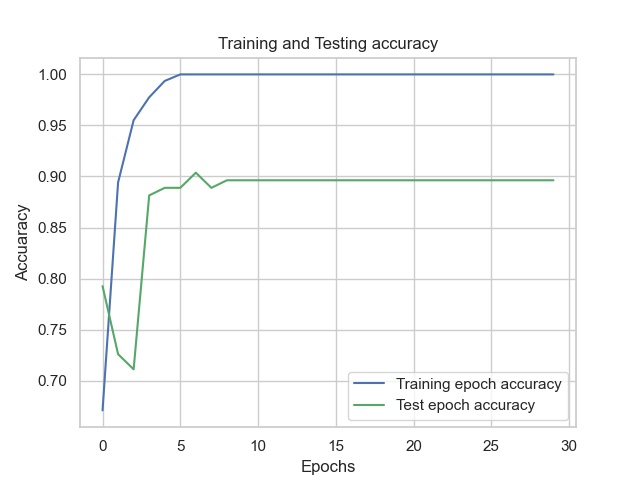 Training and Testing accuracy
1.00
0.95
0.90
0.85
0.80
0.75
0.70
Accuaracy
Training epoch accuracy
Test epoch accuracy
0 5 10 15 20 25 30
Epochs